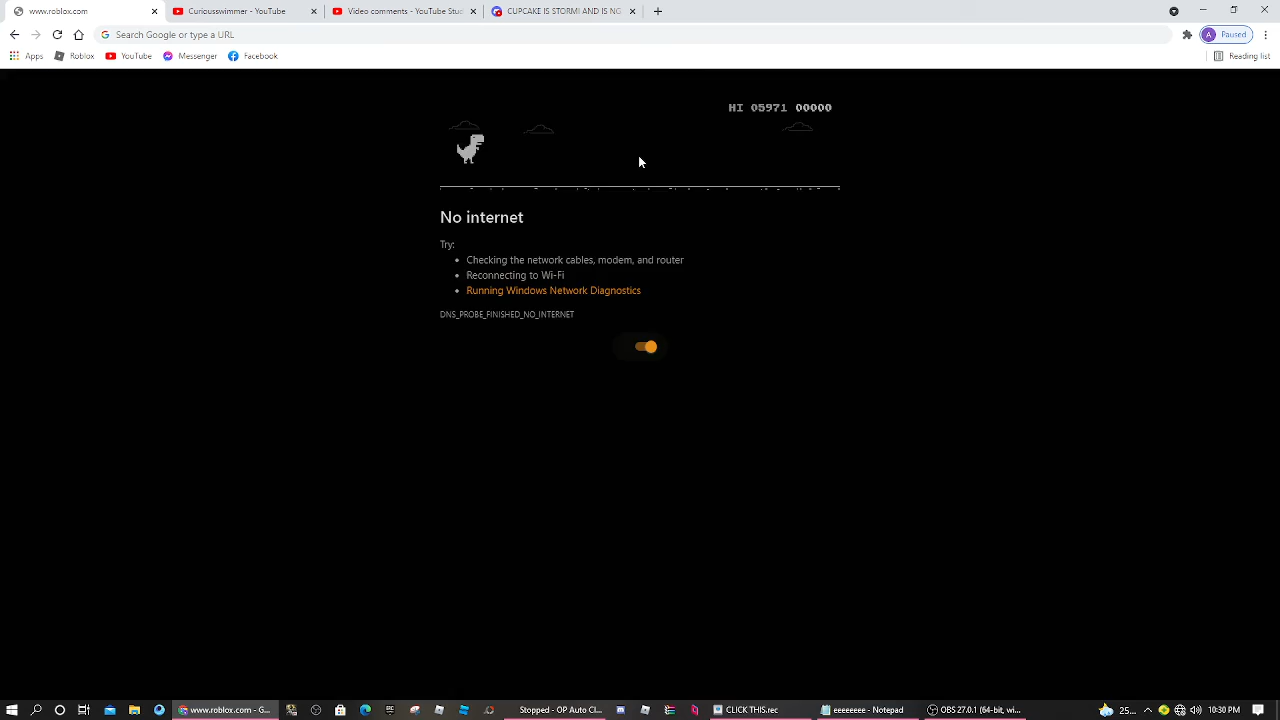 www.roblox.com
Curiousswimmer - YouTube
Video comments - YouTube Stu
CUPCAKE IS STORMI AND IS NG
Search Google or type a URL
A Paused
Apps
Roblox
YouTube
Messenger
Facebook
Reading list
HI 05971 00000
No internet
Try:
Checking the network cables, modem, and router
Reconnecting to Wi-Fi
Running Windows Network Diagnostics
DNS_PROBE_FINISHED_NO_INTERNET
www.roblox.com - G...
Stopped - OP Auto Cl...
CLICK THIS.rec
eeeeeee - Notepad
OBS 27.0.1 (64-bit, wi...
25...
10:30 PM